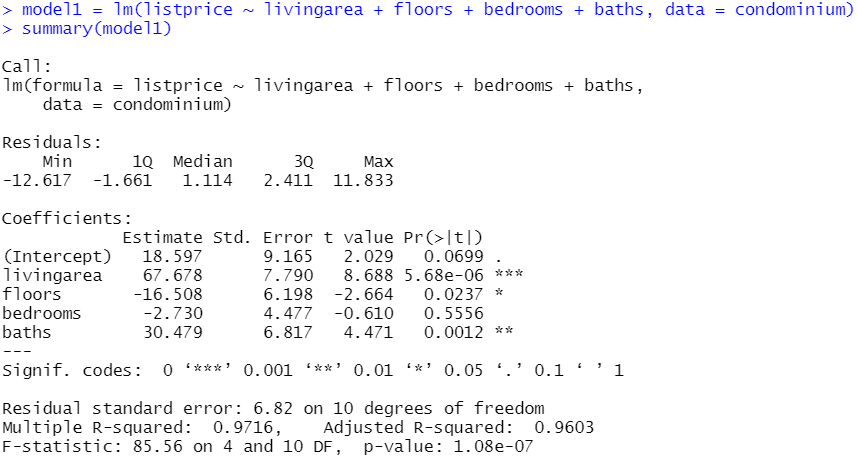 > model1 = lm(listprice ~ livingarea + floors + bedrooms + baths, data = condominium)
> summary(model1)
Call:
lm(formula = listprice ~ livingarea + floors + bedrooms + baths,
    data = condominium)
Residuals:
    Min      1Q  Median      3Q     Max
-12.617  -1.661   1.114   2.411  11.833
Coefficients:
            Estimate Std. Error t value Pr(>|t|)
(Intercept)   18.597      9.165   2.029   0.0699 .
livingarea    67.678      7.790   8.688 5.68e-06 ***
floors       -16.508      6.198  -2.664   0.0237 *
bedrooms      -2.730      4.477  -0.610   0.5556
baths         30.479      6.817   4.471   0.0012 **
---
Signif. codes:  0 ‘***’ 0.001 ‘**’ 0.01 ‘*’ 0.05 ‘.’ 0.1 ‘ ’ 1
Residual standard error: 6.82 on 10 degrees of freedom
Multiple R-squared:  0.9716,    Adjusted R-squared:  0.9603
F-statistic: 85.56 on 4 and 10 DF,  p-value: 1.08e-07